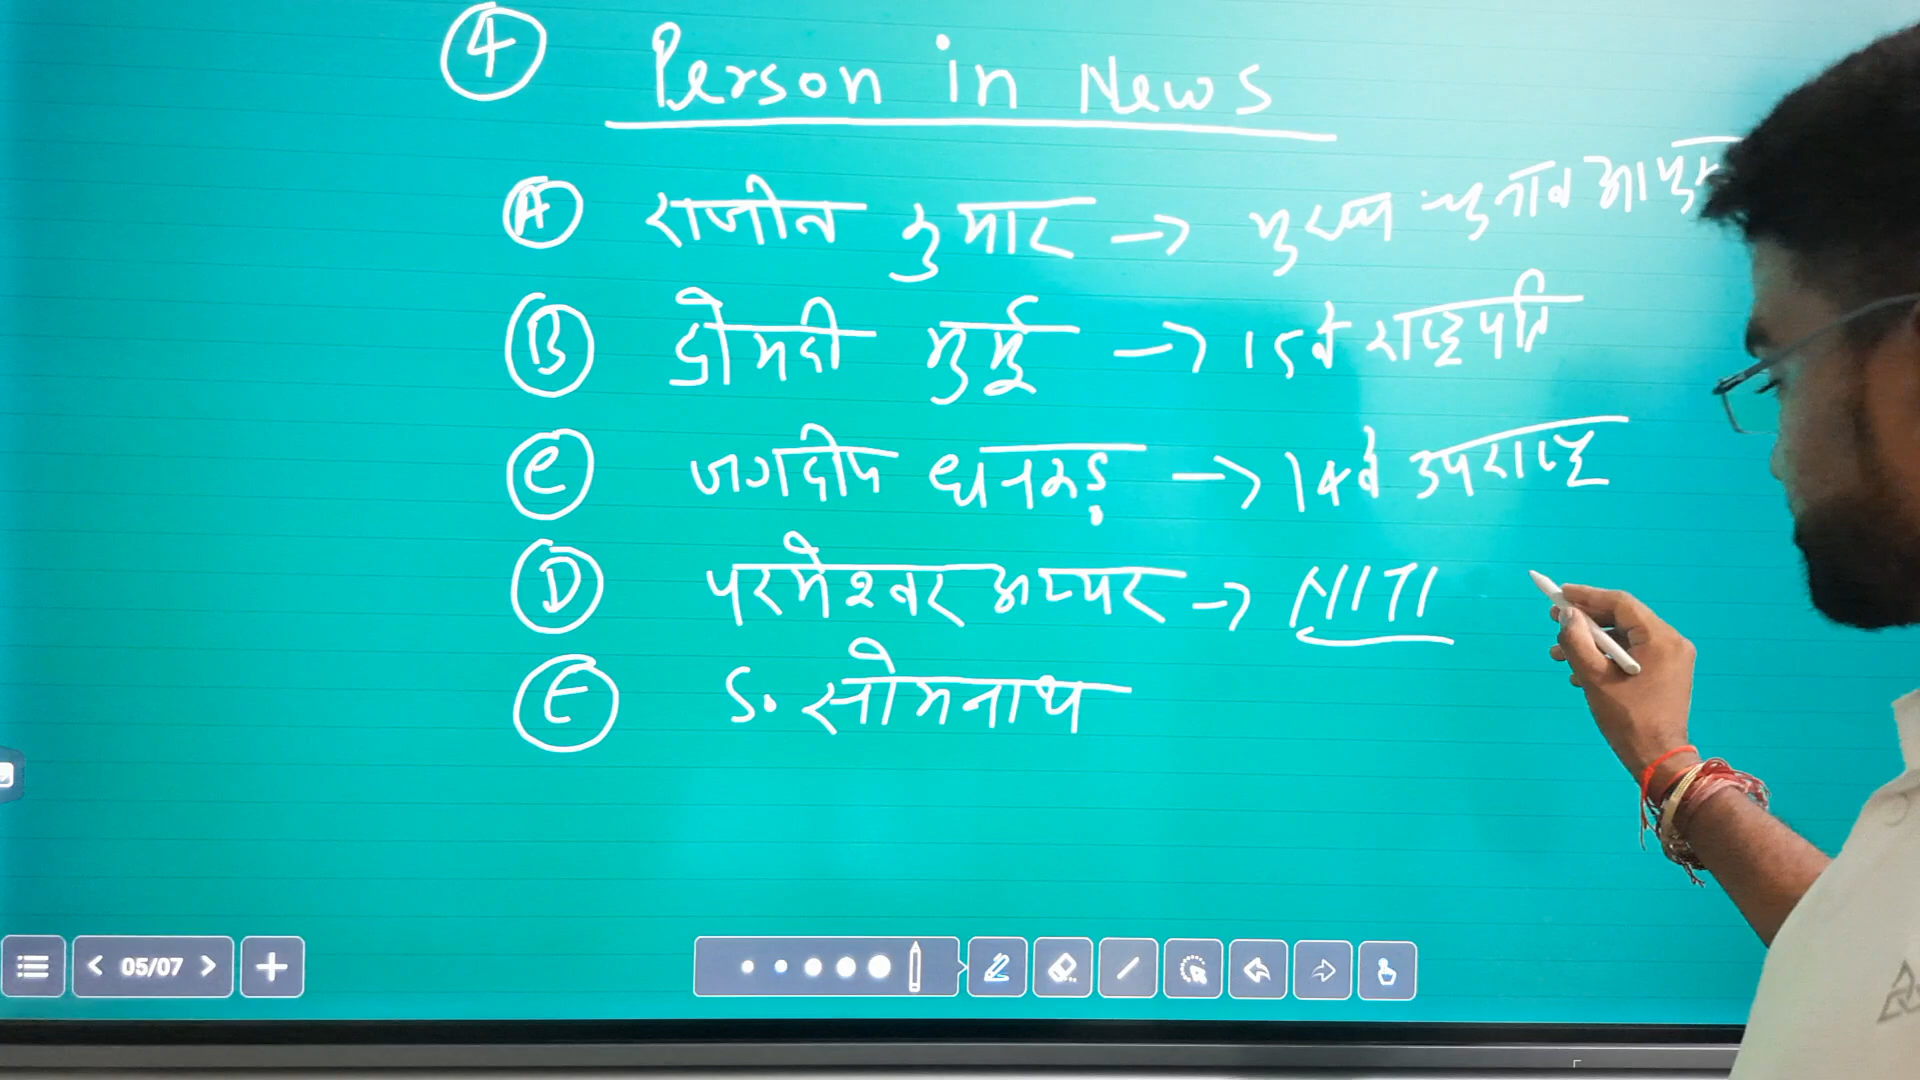 4 Person in News
A राजीव कुमार → मुख्य चुनाव आयु
B द्रौपदी मुर्मू → 15वें राष्ट्रपति
C जगदीप धनखड़ → 14वें उपराष्ट्र
D परमेश्वर अय्यर → NITI
E S. सोमनाथ
05/07